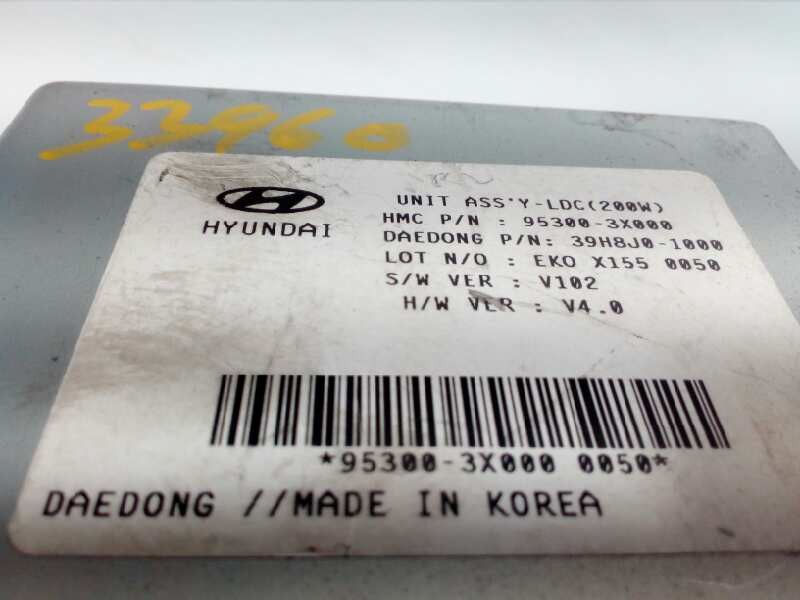 33960
HYUNDAI
UNIT ASS'Y-LDC(200W)
HMC P/N : 95300-3X000
DAEDONG P/N: 39H8J0-1000
LOT N/O : EKO X155 0050
S/W VER : V102
H/W VER : V4.0
*95300-3X000 0050*
DAEDONG //MADE IN KOREA